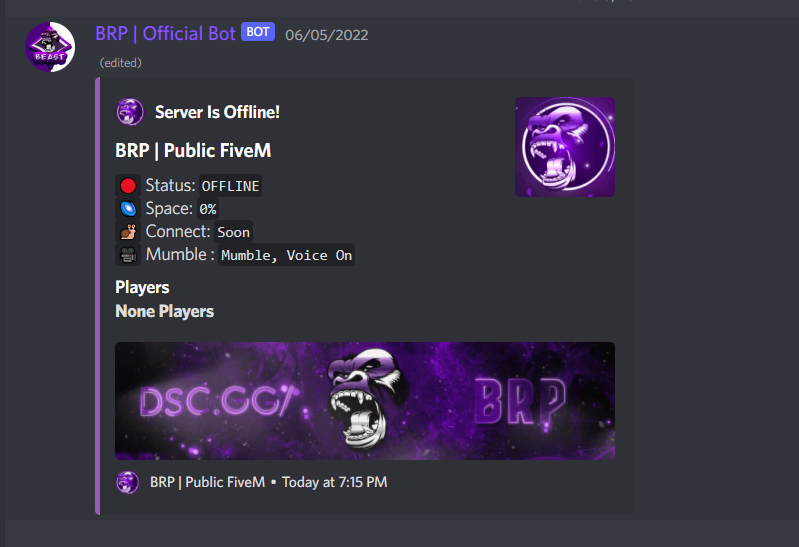 BRP | Official Bot BOT 06/05/2022
(edited)
BEAST
Server Is Offline!
BRP | Public FiveM
Status: OFFLINE
Space: 0%
Connect: Soon
Mumble : Mumble, Voice On
Players
None Players
DSC.GG/ BRP
BRP | Public FiveM • Today at 7:15 PM